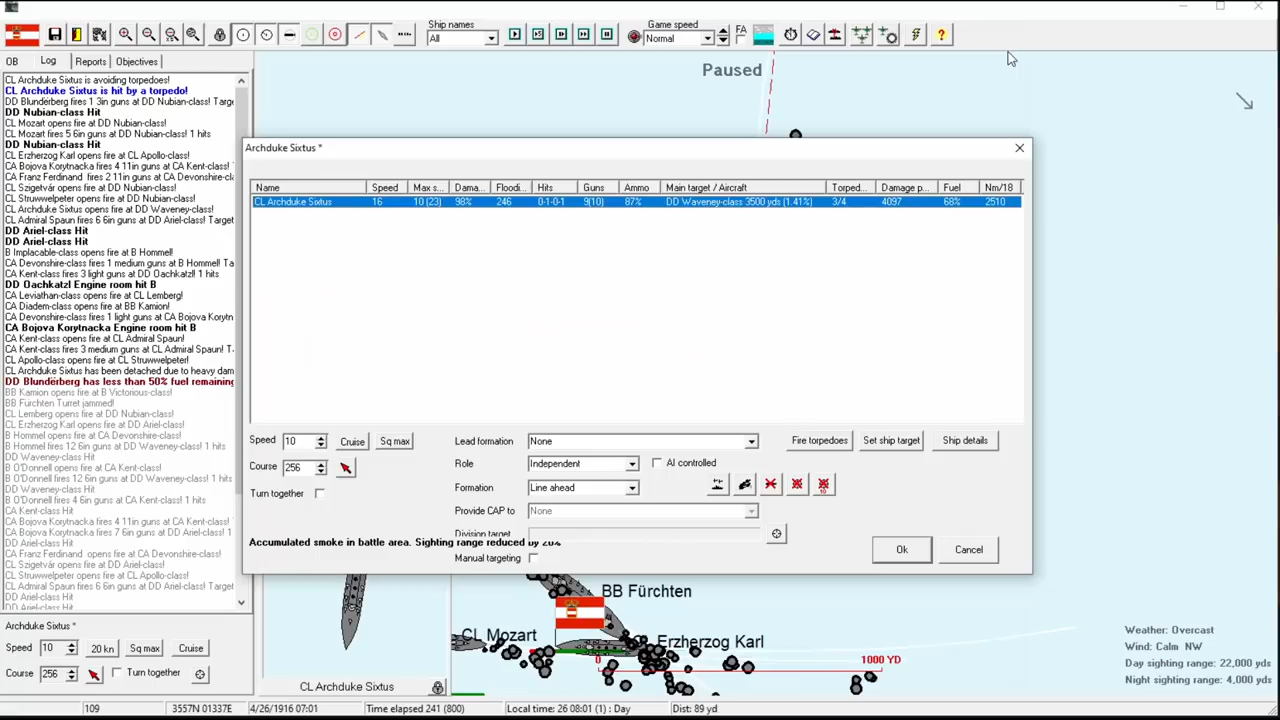 Ship names
All
Game speed
Normal
FA
OB
Log
Reports
Objectives
CL Archduke Sixtus is avoiding torpedoes!
CL Archduke Sixtus is hit by a torpedo!
DD Blundërberg fires 1 3in guns at DD Nubian-class! Targe
DD Nubian-class Hit
CL Mozart opens fire at DD Nubian-class!
CL Mozart fires 5 6in guns at DD Nubian-class! 1 hits
DD Nubian-class Hit
CL Erzherzog Karl opens fire at CL Apollo-class!
CA Bojova Korytnacka fires 4 11in guns at CA Kent-class!
CA Franz Ferdinand fires 2 11in guns at CA Devonshire-cl
CL Szigetvár opens fire at DD Nubian-class!
CL Struwwelpeter opens fire at DD Nubian-class!
CL Archduke Sixtus opens fire at DD Waveney-class!
CL Admiral Spaun fires 6 6in guns at DD Ariel-class! Target
DD Ariel-class Hit
DD Ariel-class Hit
B Implacable-class opens fire at B Hommel!
CA Devonshire-class fires 1 medium guns at DD Ariel-class! Ta
CA Kent-class fires 3 light guns at DD Oachkatzl! 1 hits
DD Oachkatzl Engine room hit B
CA Leviathan-class opens fire at CL Lemberg!
CA Diadem-class opens fire at BB Kamion!
CA Devonshire-class fires 1 light guns at CA Bojova Korytn
CA Bojova Korytnacka Engine room hit B
CA Kent-class opens fire at CL Admiral Spaun!
CA Kent-class fires 3 medium guns at CL Admiral Spaun! T
CL Apollo-class opens fire at CL Struwwelpeter!
CL Archduke Sixtus has been detached due to heavy dam
DD Blundërberg has less than 50% fuel remaining
BB Kamion opens fire at B Victorious-class!
BB Fürchten Turret jammed!
CL Lemberg opens fire at DD Nubian-class!
CL Erzherzog Karl opens fire at DD Ariel-class!
B Hommel opens fire at CA Devonshire-class!
B Hommel fires 12 6in guns at DD Waveney-class! 1 hits
DD Waveney-class Hit
B O'Donnell opens fire at CA Kent-class!
B O'Donnell fires 12 6in guns at DD Waveney-class! 1 hits
DD Waveney-class Hit
B O'Donnell fires 4 6in guns at CA Kent-class! 1 hits
CA Kent-class Hit
CA Bojova Korytnacka fires 4 11in guns at CA Kent-class!
CA Bojova Korytnacka fires 7 6in guns at DD Ariel-class!
DD Ariel-class Hit
CA Franz Ferdinand opens fire at DD Ariel-class!
CL Szigetvár opens fire at DD Ariel-class!
CL Struwwelpeter opens fire at DD Ariel-class!
CL Admiral Spaun fires 6 6in guns at DD Ariel-class! Target
DD Ariel-class Hit
DD Ariel-class Hit
Archduke Sixtus *
Speed
10
20 kn
Sq max
Cruise
Course
256
Turn together
Paused
Archduke Sixtus *
Name Speed Max s... Dama... Floodi... Hits Guns Ammo Main target / Aircraft Torped... Damage p... Fuel Nm/18
CL Archduke Sixtus 16 10 (23) 98% 246 0-1-0-1 9(10) 87% DD Waveney-class 3500 yds (1.41%) 3/4 4097 68% 2510
Speed
10
Cruise
Sq max
Course
256
Turn together
Lead formation
None
Fire torpedoes
Set ship target
Ship details
Role
Independent
AI controlled
Formation
Line ahead
10
Provide CAP to
None
Division target
Accumulated smoke in battle area. Sighting range reduced by 20%
Manual targeting
Ok
Cancel
BB Fürchten
CL Mozart
Erzherzog Karl
0
1000 YD
CL Archduke Sixtus
Weather: Overcast
Wind: Calm NW
Day sighting range: 22,000 yds
Night sighting range: 4,000 yds
109
3557N 01337E
4/26/1916 07:01
Time elapsed 241 (800)
Local time: 26 08:01 () : Day
Dist: 89 yd